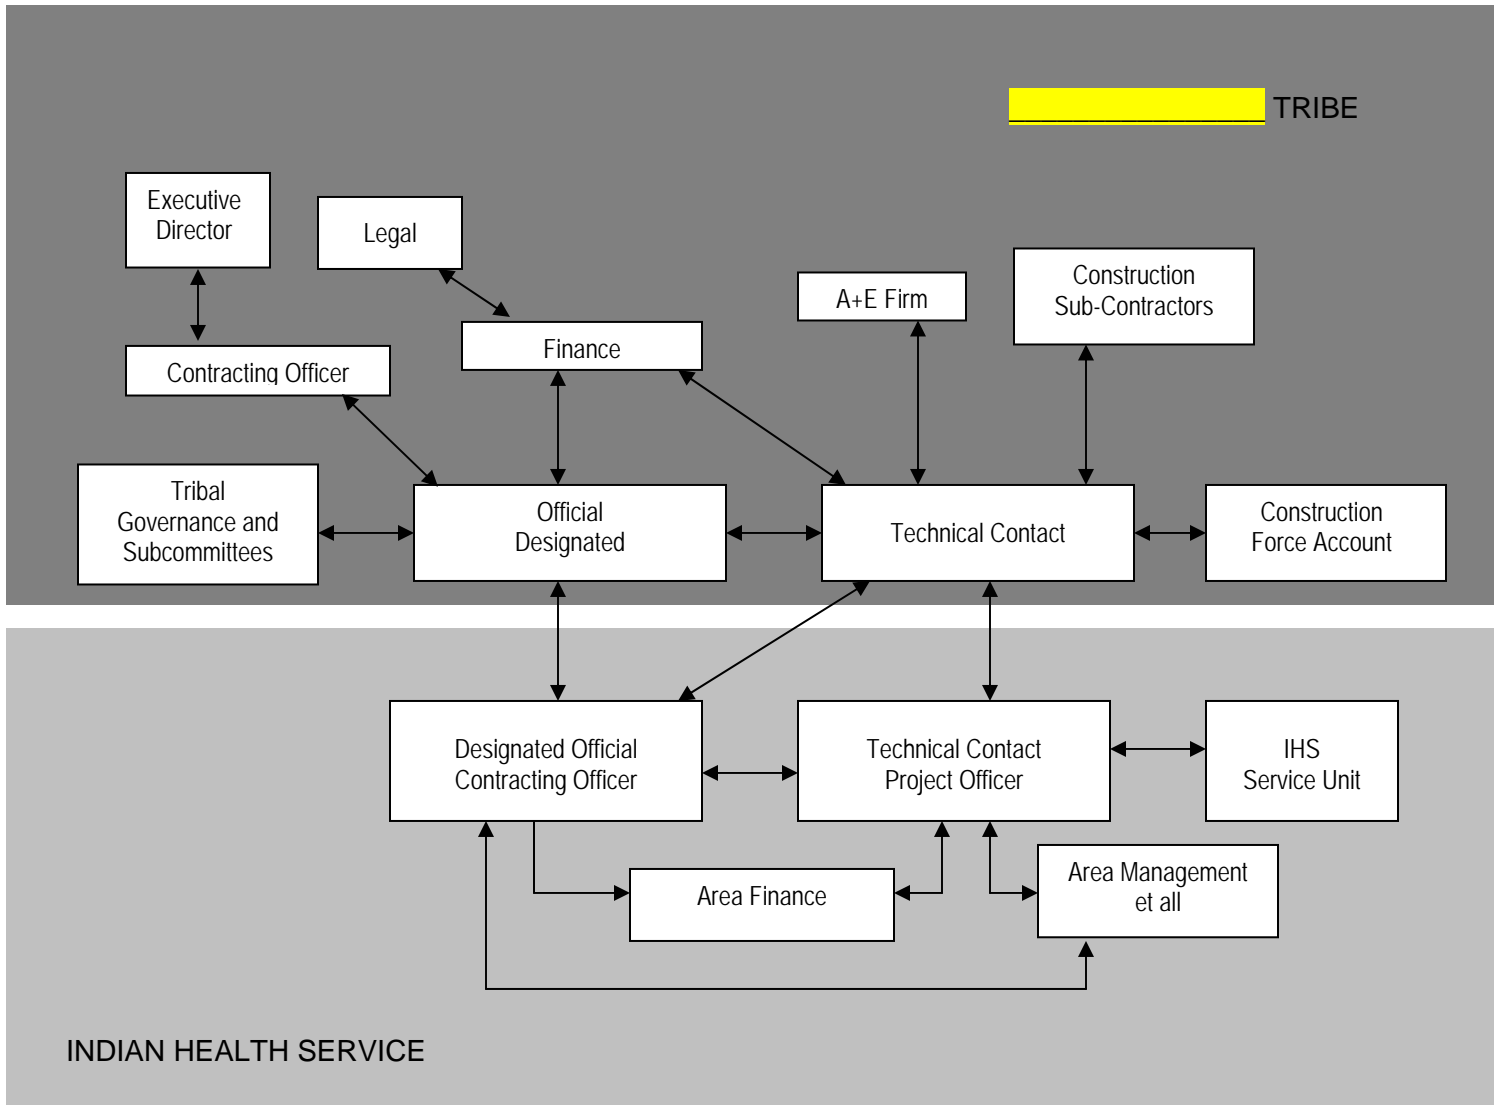 TRIBE
Executive
Director
Legal
A+E Firm
Construction
Sub-Contractors
Finance
Contracting Officer
Tribal
Governance and
Subcommittees
Official
Designated
Technical Contact
Construction
Force Account
Designated Official
Contracting Officer
Technical Contact
Project Officer
IHS
Service Unit
Area Finance
Area Management
et all
INDIAN HEALTH SERVICE